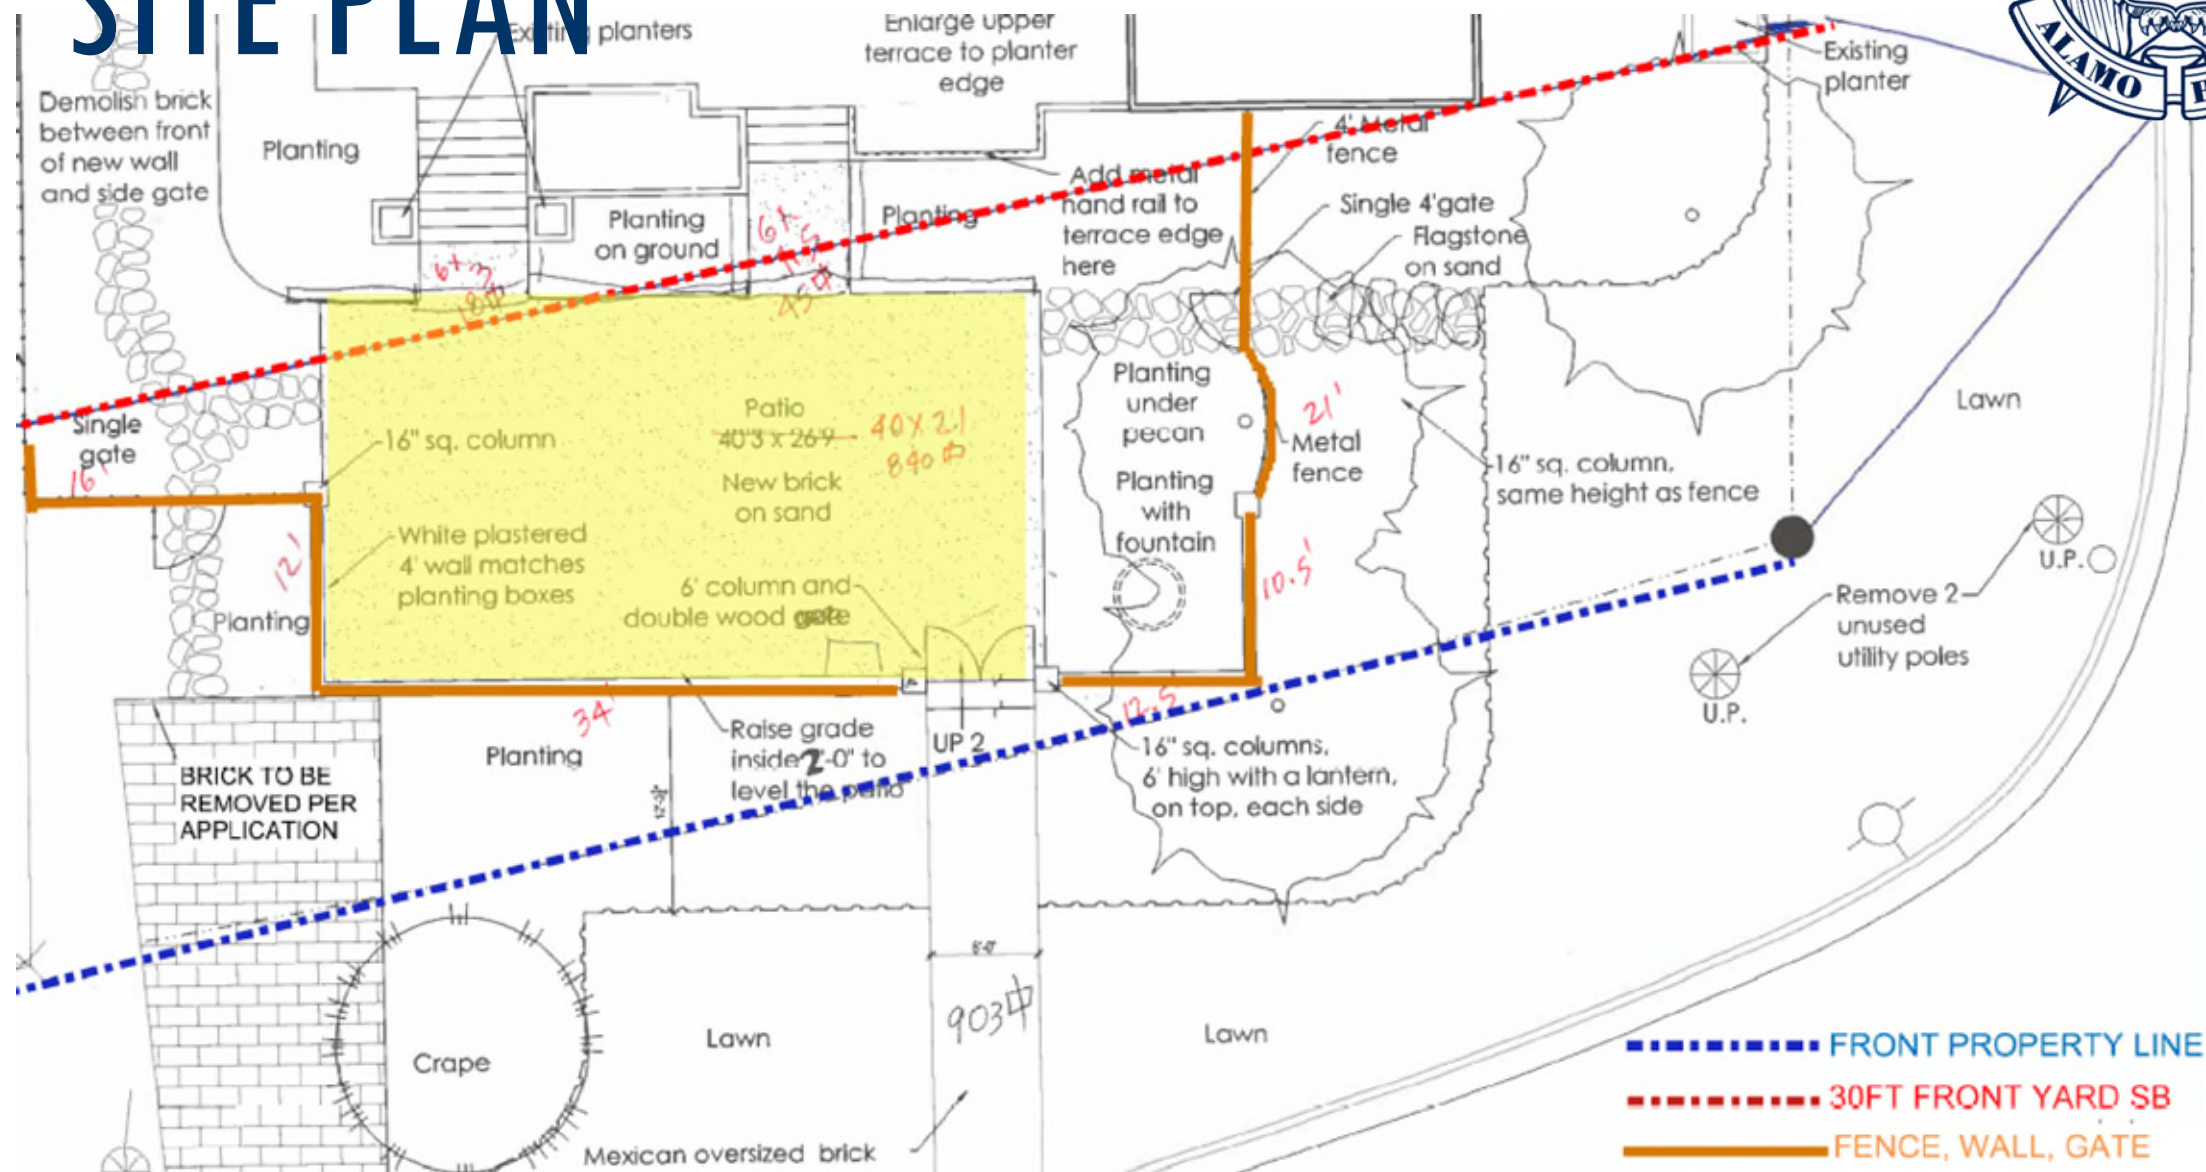 SITE PLAN
Existing planters
Enlarge upper
terrace to planter
edge
Existing
planter
ALAMO
Demolish brick
between front
of new wall
and side gate
Planting
4' Metal
fence
Add metal
hand rail to
terrace edge
here
Planting
on ground
Planting
Single 4'gate
Flagstone
on sand
6x3
18
6x
7.5
45
Single
gate
16'
16" sq. column
Patio
40'3 x 26'9
40X21
840
New brick
on sand
Planting
under
pecan
Planting
with
fountain
21'
Metal
fence
16" sq. column,
same height as fence
Lawn
White plastered
4' wall matches
planting boxes
12'
Planting
6' column and
double wood gate
10.5'
U.P.
Remove 2
unused
utility poles
U.P.
34'
12.5'
Planting
Raise grade
inside 2'-0" to
level the patio
UP 2
16" sq. columns,
6' high with a lantern,
on top, each side
BRICK TO BE
REMOVED PER
APPLICATION
903
Crape
Lawn
Lawn
Mexican oversized brick
FRONT PROPERTY LINE
30FT FRONT YARD SB
FENCE, WALL, GATE